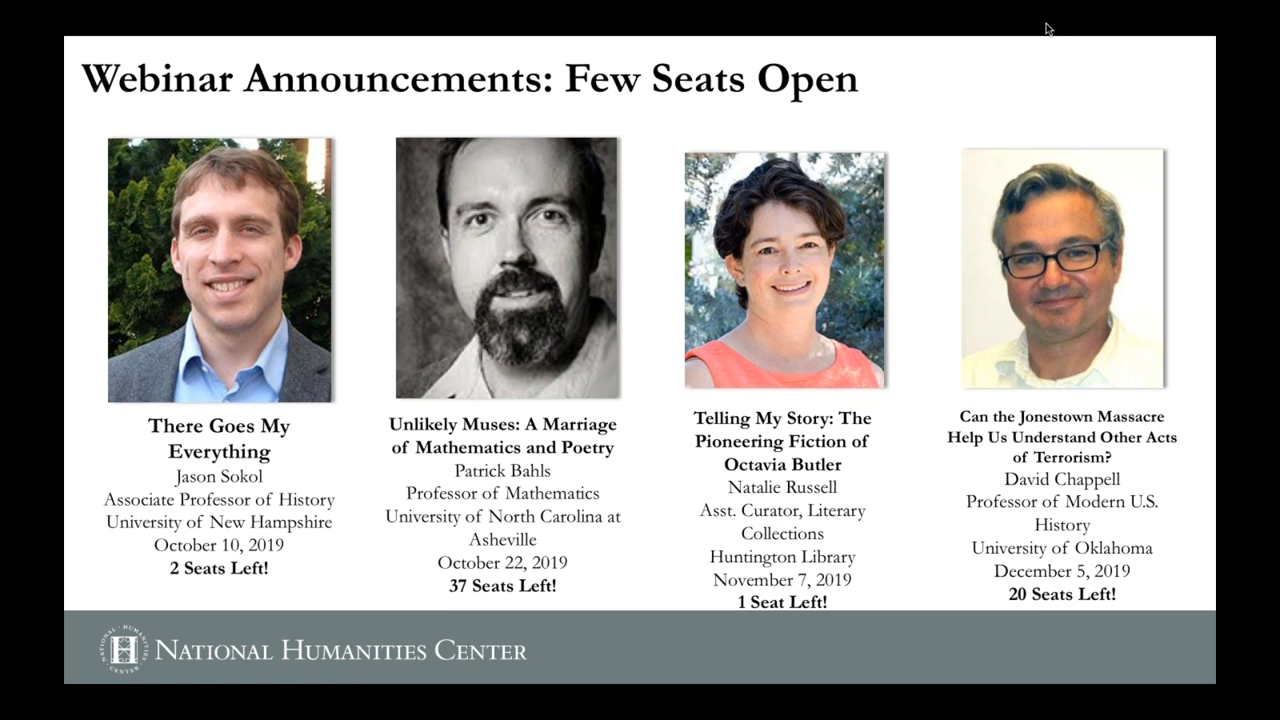 Webinar Announcements: Few Seats Open
There Goes My
Everything
Jason Sokol
Associate Professor of History
University of New Hampshire
October 10, 2019
2 Seats Left!
Unlikely Muses: A Marriage
of Mathematics and Poetry
Patrick Bahls
Professor of Mathematics
University of North Carolina at
Asheville
October 22, 2019
37 Seats Left!
Telling My Story: The
Pioneering Fiction of
Octavia Butler
Natalie Russell
Asst. Curator, Literary
Collections
Huntington Library
November 7, 2019
1 Seat Left!
Can the Jonestown Massacre
Help Us Understand Other Acts
of Terrorism?
David Chappell
Professor of Modern U.S.
History
University of Oklahoma
December 5, 2019
20 Seats Left!
NATIONAL · HUMANITIES · CENTER ·
NATIONAL HUMANITIES CENTER